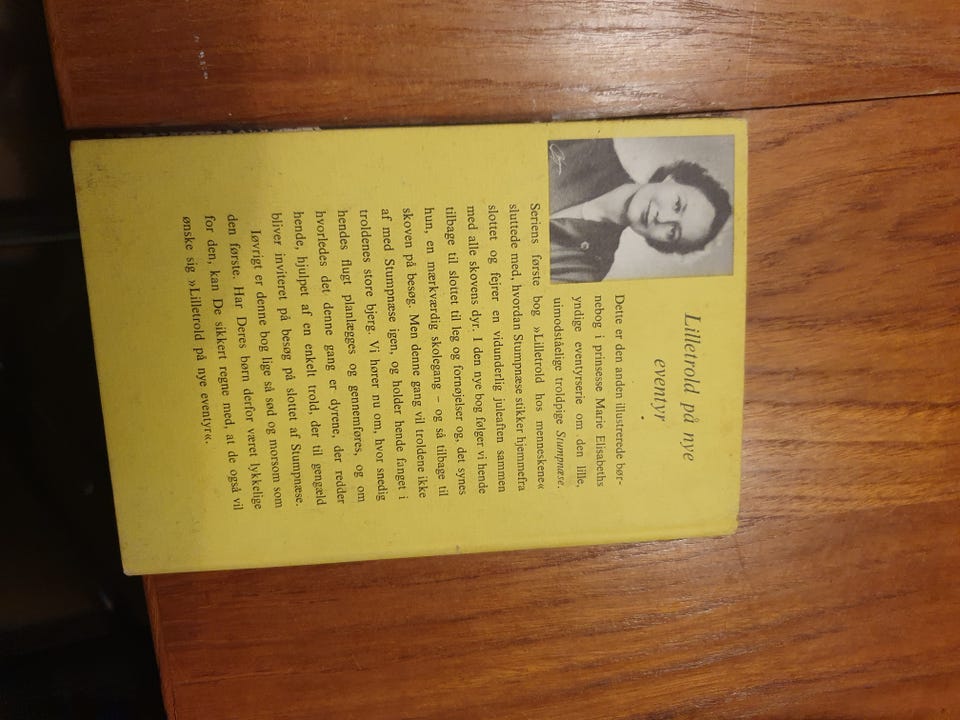 Lilletrold på nye
eventyr
Dette er den anden illustrerede bør-
nebog i prinsesse Marie Elisabeths
yndige eventyrserie om den lille,
uimodståelige troldpige Stumpnæse.
Seriens første bog »Lilletrold hos menneskene«
sluttede med, hvordan Stumpnæse stikker hjemmefra
slottet og fejrer en vidunderlig juleaften sammen
med alle skovens dyr. I den nye bog følger vi hende
tilbage til slottet til leg og fornøjelser og, det synes
hun, en mærkværdig skolegang – og så tilbage til
skoven på besøg. Men denne gang vil troldene ikke
af med Stumpnæse igen, og holder hende fanget i
troldenes store bjerg. Vi hører nu om, hvor snedig
hendes flugt planlægges og gennemføres, og om
hvorledes det denne gang er dyrene, der redder
hende, hjulpet af en enkelt trold, der til gengæld
bliver inviteret på besøg på slottet af Stumpnæse.
Iøvrigt er denne bog lige så sød og morsom som
den første. Har Deres børn derfor været lykkelige
for den, kan De sikkert regne med, at de også vil
ønske sig »Lilletrold på nye eventyr«.